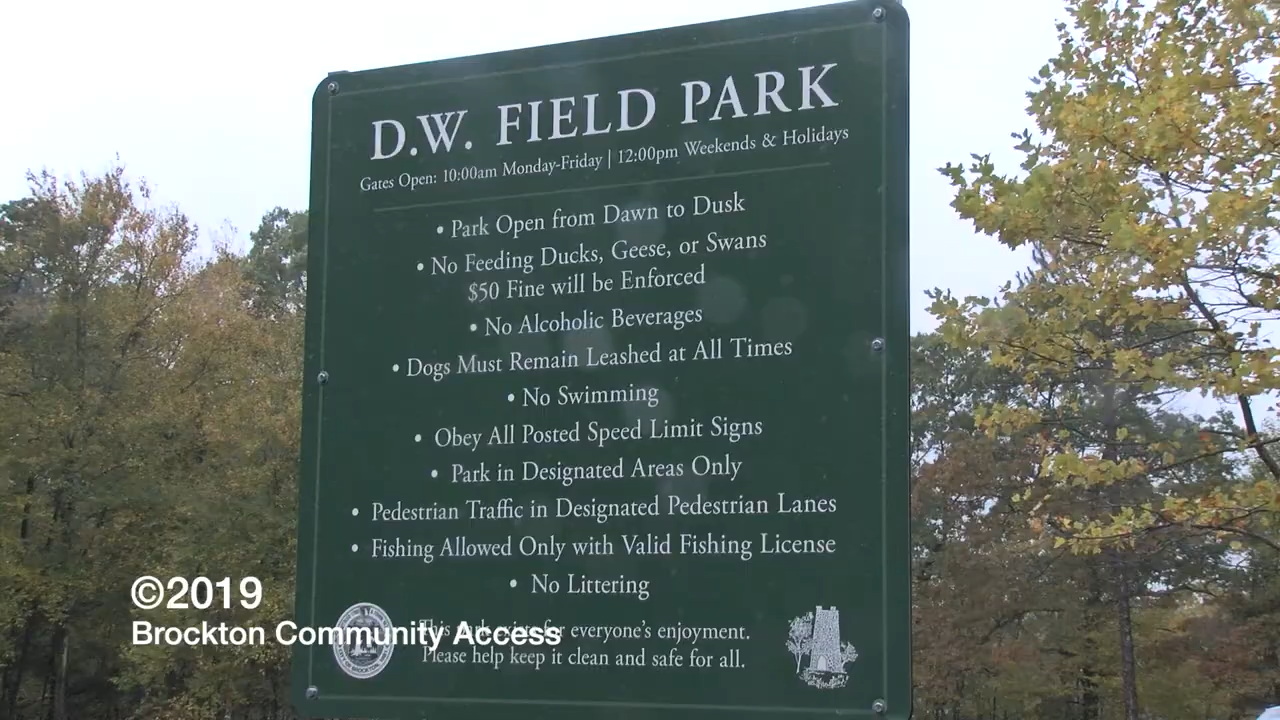 D.W. FIELD PARK
Gates Open: 10:00am Monday-Friday | 12:00pm Weekends & Holidays
• Park Open from Dawn to Dusk
• No Feeding Ducks, Geese, or Swans
$50 Fine will be Enforced
• No Alcoholic Beverages
• Dogs Must Remain Leashed at All Times
• No Swimming
• Obey All Posted Speed Limit Signs
• Park in Designated Areas Only
• Pedestrian Traffic in Designated Pedestrian Lanes
• Fishing Allowed Only with Valid Fishing License
• No Littering
This park exists for everyone's enjoyment.
Please help keep it clean and safe for all.
©2019
Brockton Community Access